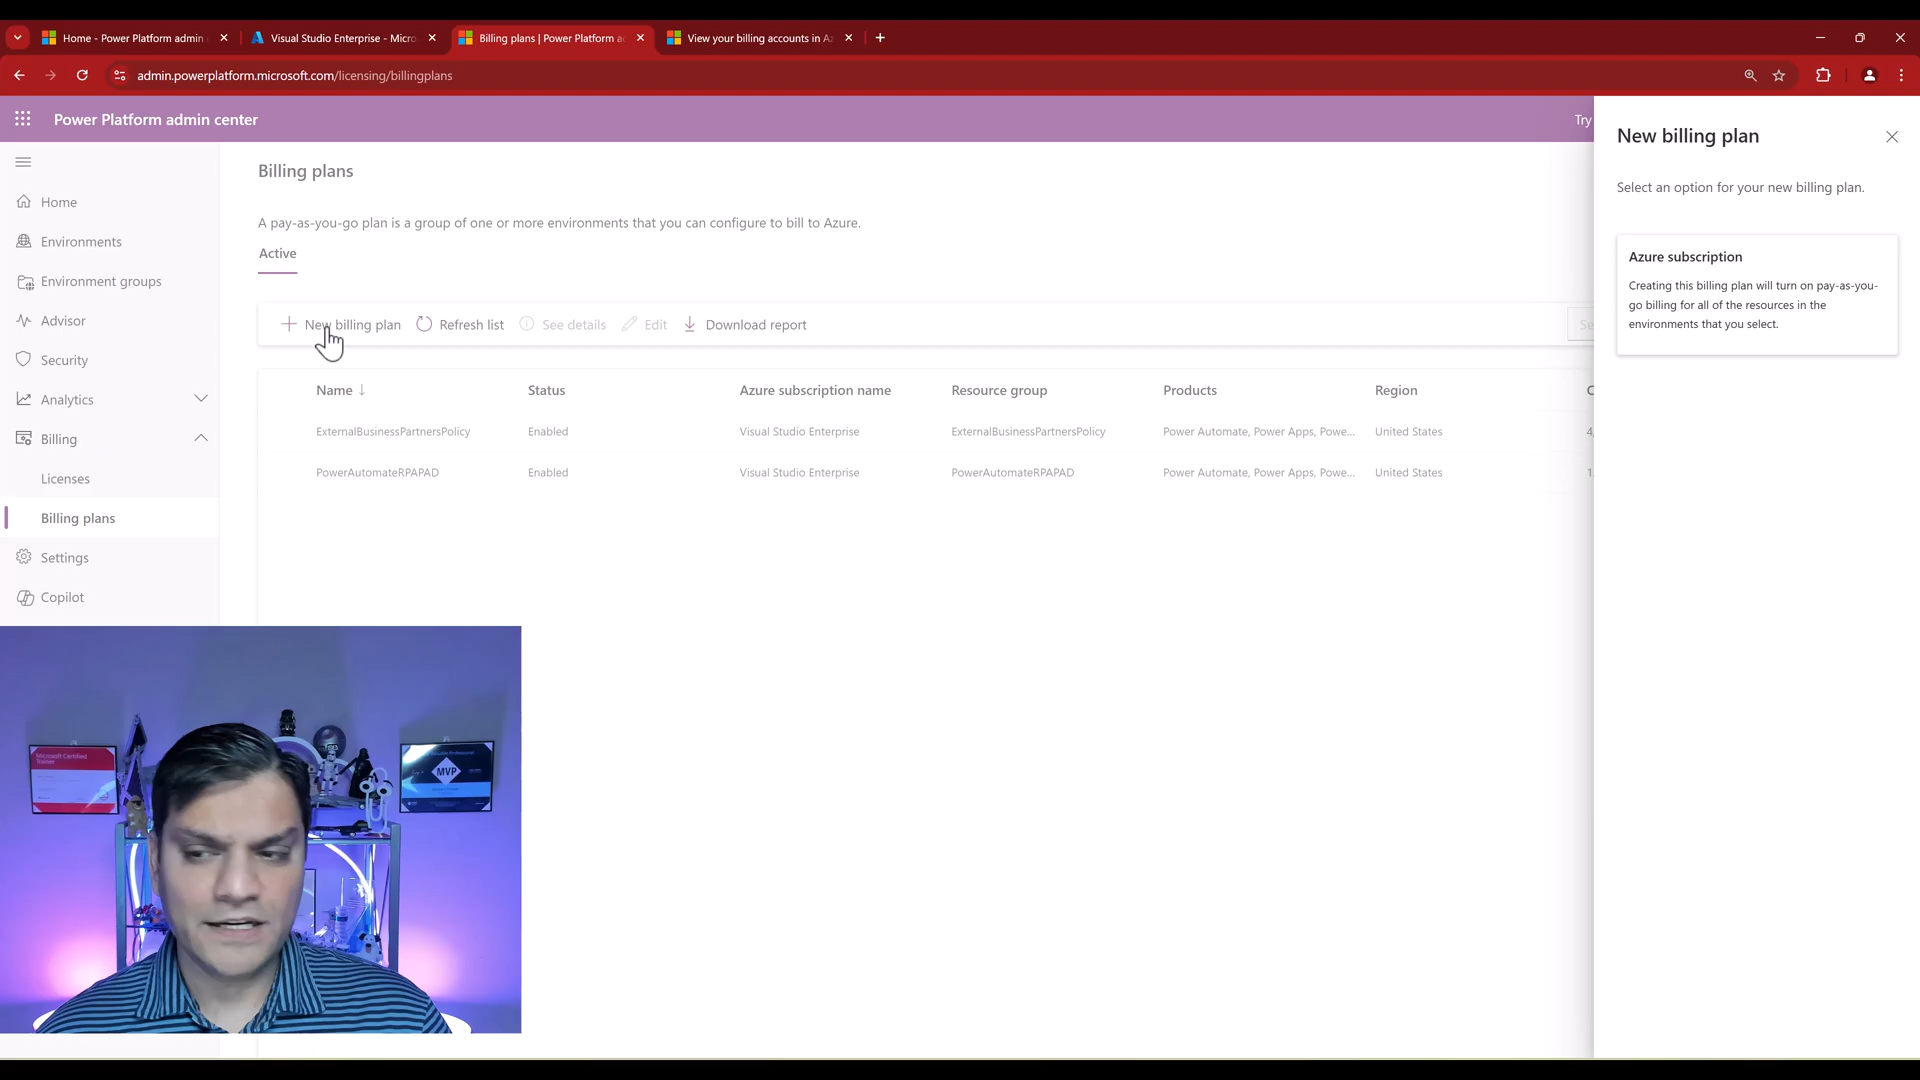 Home - Power Platform admin
Visual Studio Enterprise - Micro
Billing plans | Power Platform a
View your billing accounts in Az
admin.powerplatform.microsoft.com/licensing/billingplans
Power Platform admin center
Try
Home
Environments
Environment groups
Advisor
Security
Analytics
Billing
Licenses
Billing plans
Settings
Copilot
Billing plans
A pay-as-you-go plan is a group of one or more environments that you can configure to bill to Azure.
Active
New billing plan Refresh list See details Edit Download report Se
Name Status Azure subscription name Resource group Products Region C
ExternalBusinessPartnersPolicy Enabled Visual Studio Enterprise ExternalBusinessPartnersPolicy Power Automate, Power Apps, Powe... United States 4,
PowerAutomateRPAPAD Enabled Visual Studio Enterprise PowerAutomateRPAPAD Power Automate, Power Apps, Powe... United States 1
New billing plan
Select an option for your new billing plan.
Azure subscription
Creating this billing plan will turn on pay-as-you-
go billing for all of the resources in the
environments that you select.
Microsoft Certified
Trainer
MVP